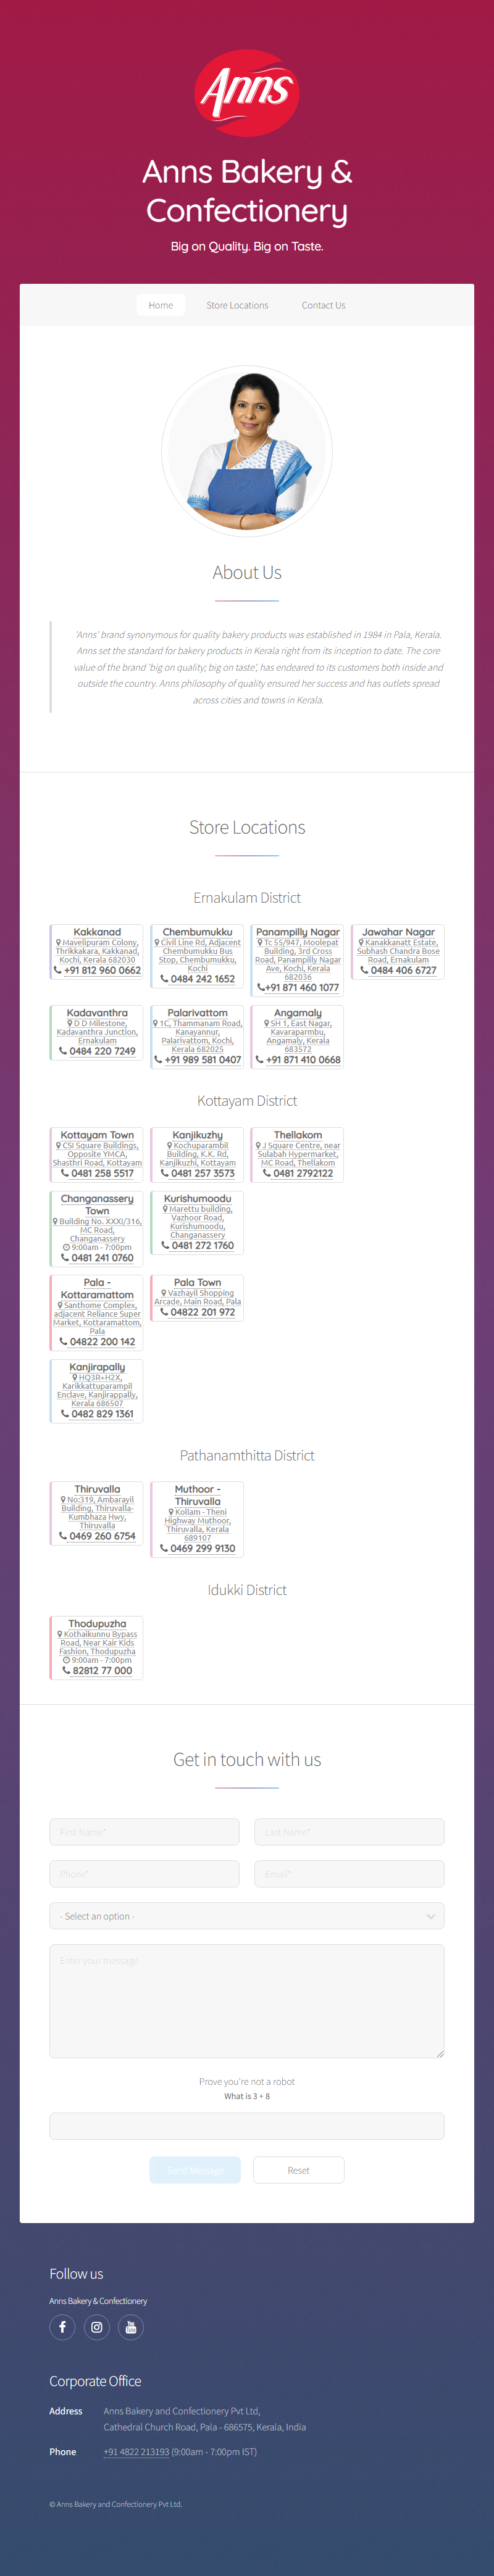 Anns
Anns Bakery &
Confectionery
Big on Quality. Big on Taste.
Home
Store Locations
Contact Us
About Us
'Anns' brand synonymous for quality bakery products was established in 1984 in Pala, Kerala.
Anns set the standard for bakery products in Kerala right from its inception to date. The core
value of the brand 'big on quality; big on taste', has endeared to its customers both inside and
outside the country. Anns philosophy of quality ensured her success and has outlets spread
across cities and towns in Kerala.
Store Locations
Ernakulam District
Kakkanad
Mavelipuram Colony,
Thrikkakara, Kakkanad,
Kochi, Kerala 682030
+91 812 960 0662
Chembumukku
Civil Line Rd, Adjacent
Chembumukku Bus
Stop, Chembumukku,
Kochi
0484 242 1652
Panampilly Nagar
Tc 55/947, Moolepat
Building, 3rd Cross
Road, Panampilly Nagar
Ave, Kochi, Kerala
682036
+91 871 460 1077
Jawahar Nagar
Kanakkanatt Estate,
Subhash Chandra Bose
Road, Ernakulam
0484 406 6727
Kadavanthra
D D Milestone,
Kadavanthra Junction,
Ernakulam
0484 220 7249
Palarivattom
1C, Thammanam Road,
Kanayannur,
Palarivattom, Kochi,
Kerala 682025
+91 989 581 0407
Angamaly
SH 1, East Nagar,
Kavaraparmbu,
Angamaly, Kerala
683572
+91 871 410 0668
Kottayam District
Kottayam Town
CSI Square Buildings,
Opposite YMCA,
Shasthri Road, Kottayam
0481 258 5517
Kanjikuzhy
Kochuparambil
Building, K.K. Rd,
Kanjikuzhi, Kottayam
0481 257 3573
Thellakom
J Square Centre, near
Sulabah Hypermarket,
MC Road, Thellakom
0481 2792122
Changanassery
Town
Building No. XXXI/316,
MC Road,
Changanassery
9:00am - 7:00pm
0481 241 0760
Kurishumoodu
Marettu building,
Vazhoor Road,
Kurishumoodu,
Changanassery
0481 272 1760
Pala -
Kottaramattom
Santhome Complex,
adjacent Reliance Super
Market, Kottaramattom,
Pala
04822 200 142
Pala Town
Vazhayil Shopping
Arcade, Main Road, Pala
04822 201 972
Kanjirapally
HQ3R+H2X,
Karikkattuparampil
Enclave, Kanjirappally,
Kerala 686507
0482 829 1361
Pathanamthitta District
Thiruvalla
No:319, Ambarayil
Building, Thiruvalla-
Kumbhaza Hwy,
Thiruvalla
0469 260 6754
Muthoor -
Thiruvalla
Kollam - Theni
Highway Muthoor,
Thiruvalla, Kerala
689107
0469 299 9130
Idukki District
Thodupuzha
Kothaikunnu Bypass
Road, Near Kair Kids
Fashion, Thodupuzha
9:00am - 7:00pm
82812 77 000
Get in touch with us
First Name*
Last Name*
Phone*
Email*
- Select an option -
Enter your message
Prove you're not a robot
What is 3 + 8
Send Message
Reset
Follow us
Anns Bakery & Confectionery
Corporate Office
Address
Anns Bakery and Confectionery Pvt Ltd,
Cathedral Church Road, Pala - 686575, Kerala, India
Phone
+91 4822 213193 (9:00am - 7:00pm IST)
© Anns Bakery and Confectionery Pvt Ltd.